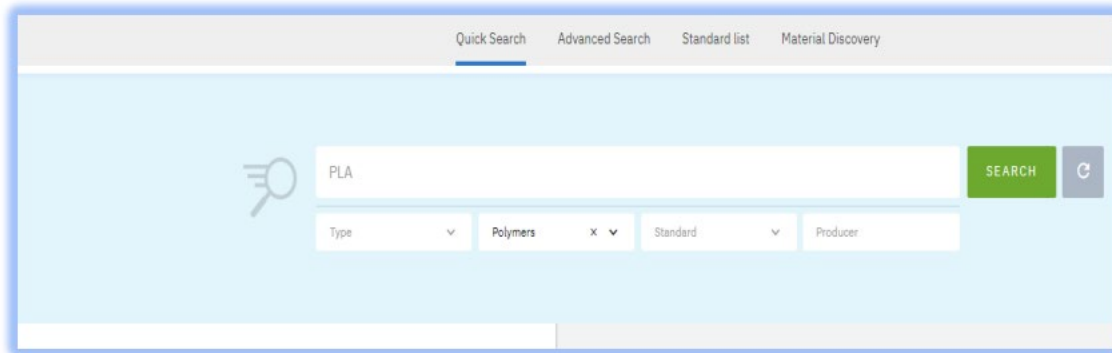 Quick Search Advanced Search Standard list Material Discovery
PLA
SEARCH
Type Polymers x Standard Producer